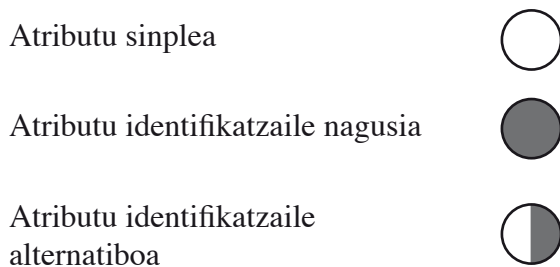 Atributu sinplea
Atributu identifikatzaile nagusia
Atributu identifikatzaile
alternatiboa